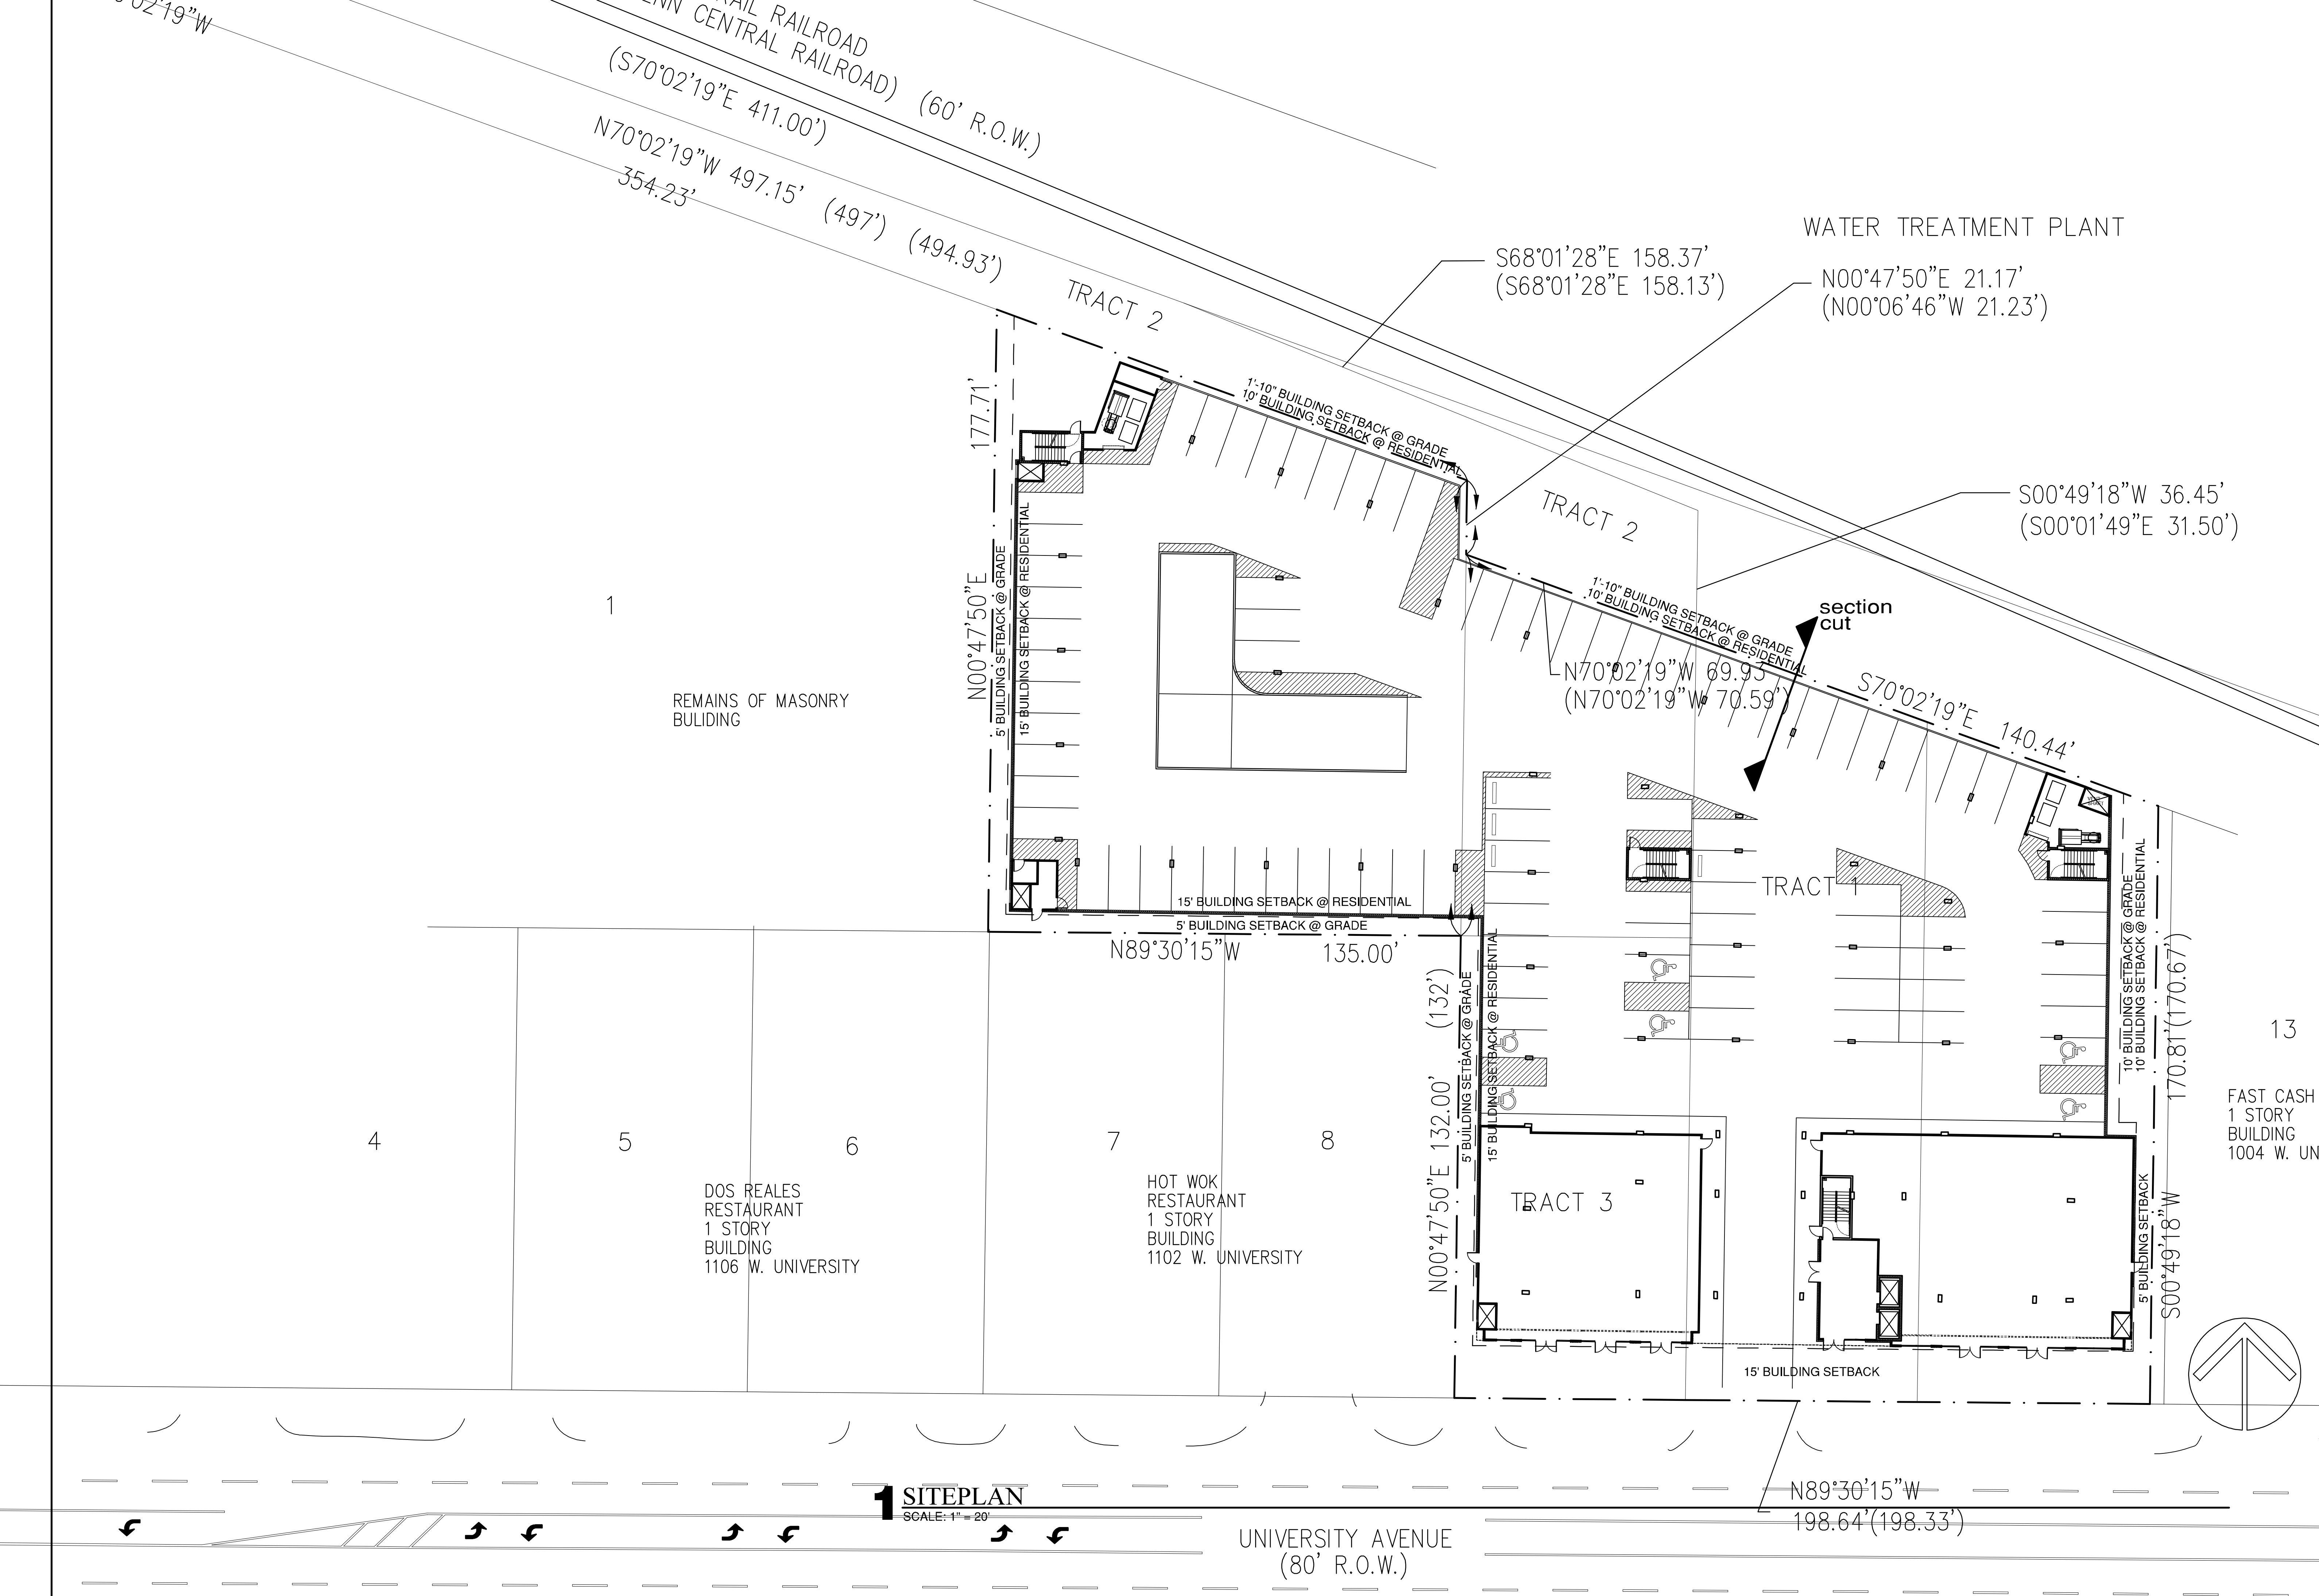 RAIL RAILROAD
CENTRAL RAILROAD) (60' R.O.W.)
(S70°02'19"E 411.00')
N70°02'19"W 497.15' (497') (494.93')
354.23'
WATER TREATMENT PLANT
S68°01'28"E 158.37'
(S68°01'28"E 158.13')
N00°47'50"E 21.17'
(N00°06'46"W 21.23')
TRACT 2
1'-10" BUILDING SETBACK @ GRADE
10' BUILDING SETBACK @ RESIDENTIAL
177.71'
N00°47'50"E
5' BUILDING SETBACK @ GRADE
15' BUILDING SETBACK @ RESIDENTIAL
TRACT 2
S00°49'18"W 36.45'
(S00°01'49"E 31.50')
1'-10" BUILDING SETBACK @ GRADE
10' BUILDING SETBACK @ RESIDENTIAL
section
cut
N70°02'19"W 69.93'
(N70°02'19"W 70.59')
S70°02'19"E 140.44'
1
REMAINS OF MASONRY
BULIDING
TRACT 1
15' BUILDING SETBACK @ RESIDENTIAL
5' BUILDING SETBACK @ GRADE
N89°30'15"W 135.00'
10' BUILDING SETBACK @ GRADE
10' BUILDING SETBACK @ RESIDENTIAL
170.81'(170.67')
S00°49'18"W
5' BUILDING SETBACK
N00°47'50"E 132.00' (132')
5' BUILDING SETBACK @ GRADE
15' BUILDING SETBACK @ RESIDENTIAL
13
FAST CASH
1 STORY
BUILDING
1004 W.
4
5
6
7
8
DOS REALES
RESTAURANT
1 STORY
BUILDING
1106 W. UNIVERSITY
HOT WOK
RESTAURANT
1 STORY
BUILDING
1102 W. UNIVERSITY
TRACT 3
15' BUILDING SETBACK
N89°30'15"W
198.64'(198.33')
1 SITEPLAN
SCALE: 1" = 20'
UNIVERSITY AVENUE
(80' R.O.W.)